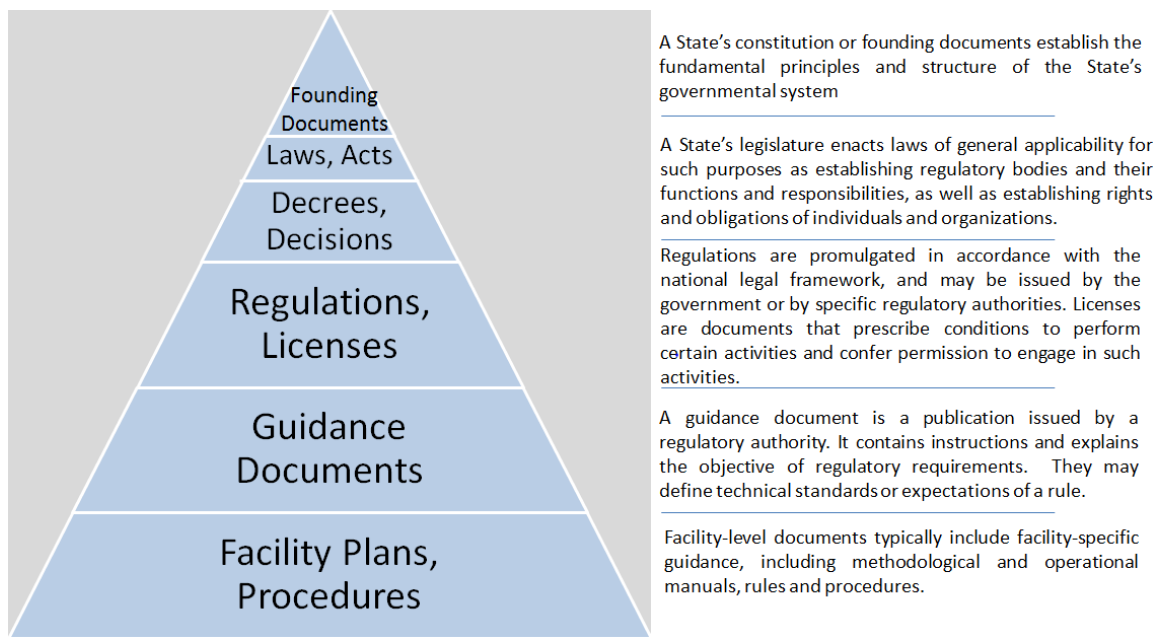 Founding
Documents
Laws, Acts
Decrees,
Decisions
Regulations,
Licenses
Guidance
Documents
Facility Plans,
Procedures
A State’s constitution or founding documents establish the
fundamental principles and structure of the State’s
governmental system
A State’s legislature enacts laws of general applicability for
such purposes as establishing regulatory bodies and their
functions and responsibilities, as well as establishing rights
and obligations of individuals and organizations.
Regulations are promulgated in accordance with the
national legal framework, and may be issued by the
government or by specific regulatory authorities. Licenses
are documents that prescribe conditions to perform
certain activities and confer permission to engage in such
activities.
A guidance document is a publication issued by a
regulatory authority. It contains instructions and explains
the objective of regulatory requirements. They may
define technical standards or expectations of a rule.
Facility-level documents typically include facility-specific
guidance, including methodological and operational
manuals, rules and procedures.